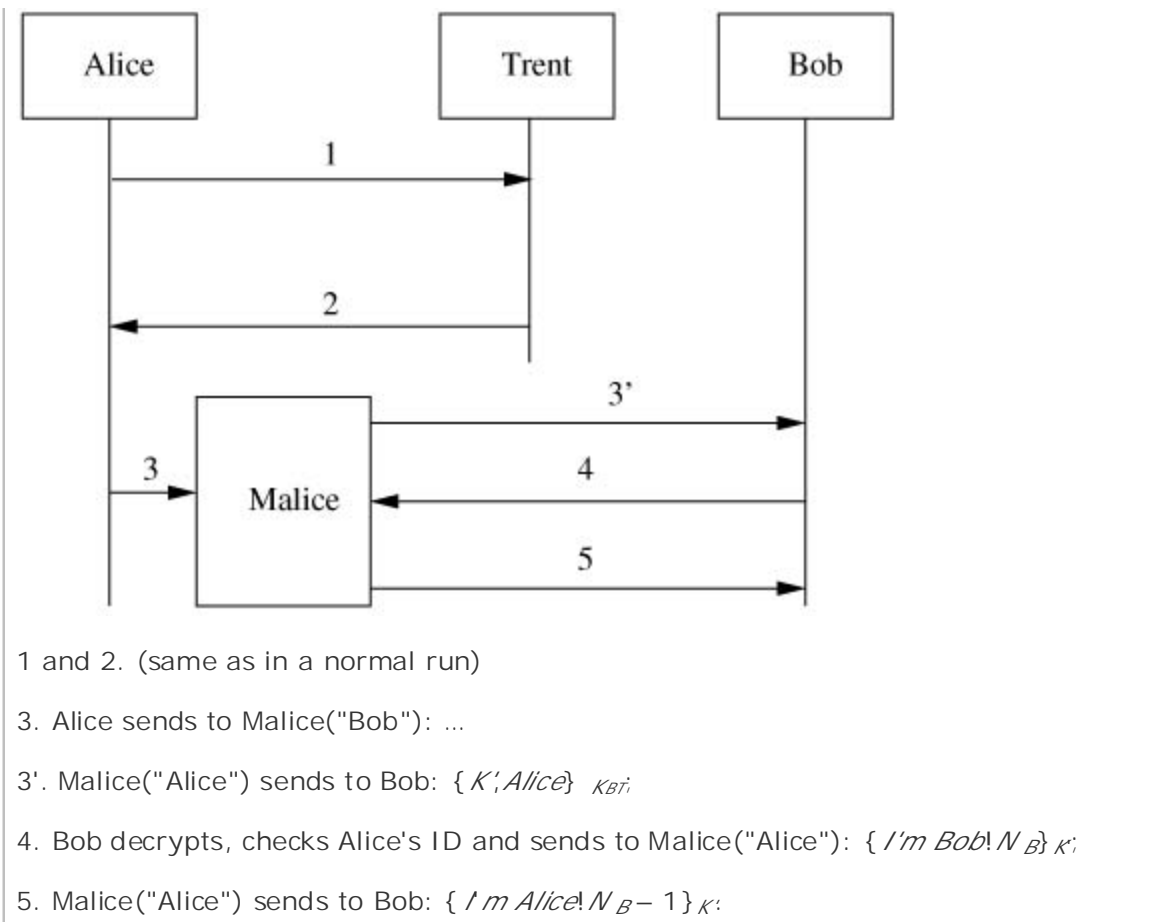 Alice
Trent
Bob
1
2
3’
3
4
Malice
5
1 and 2. (same as in a normal run)
3. Alice sends to Malice("Bob"): ...
3'. Malice("Alice") sends to Bob: {K', Alice} KBT;
4. Bob decrypts, checks Alice's ID and sends to Malice("Alice"): {I'm Bob! NB}K';
5. Malice("Alice") sends to Bob: {I'm Alice! NB – 1}K'.